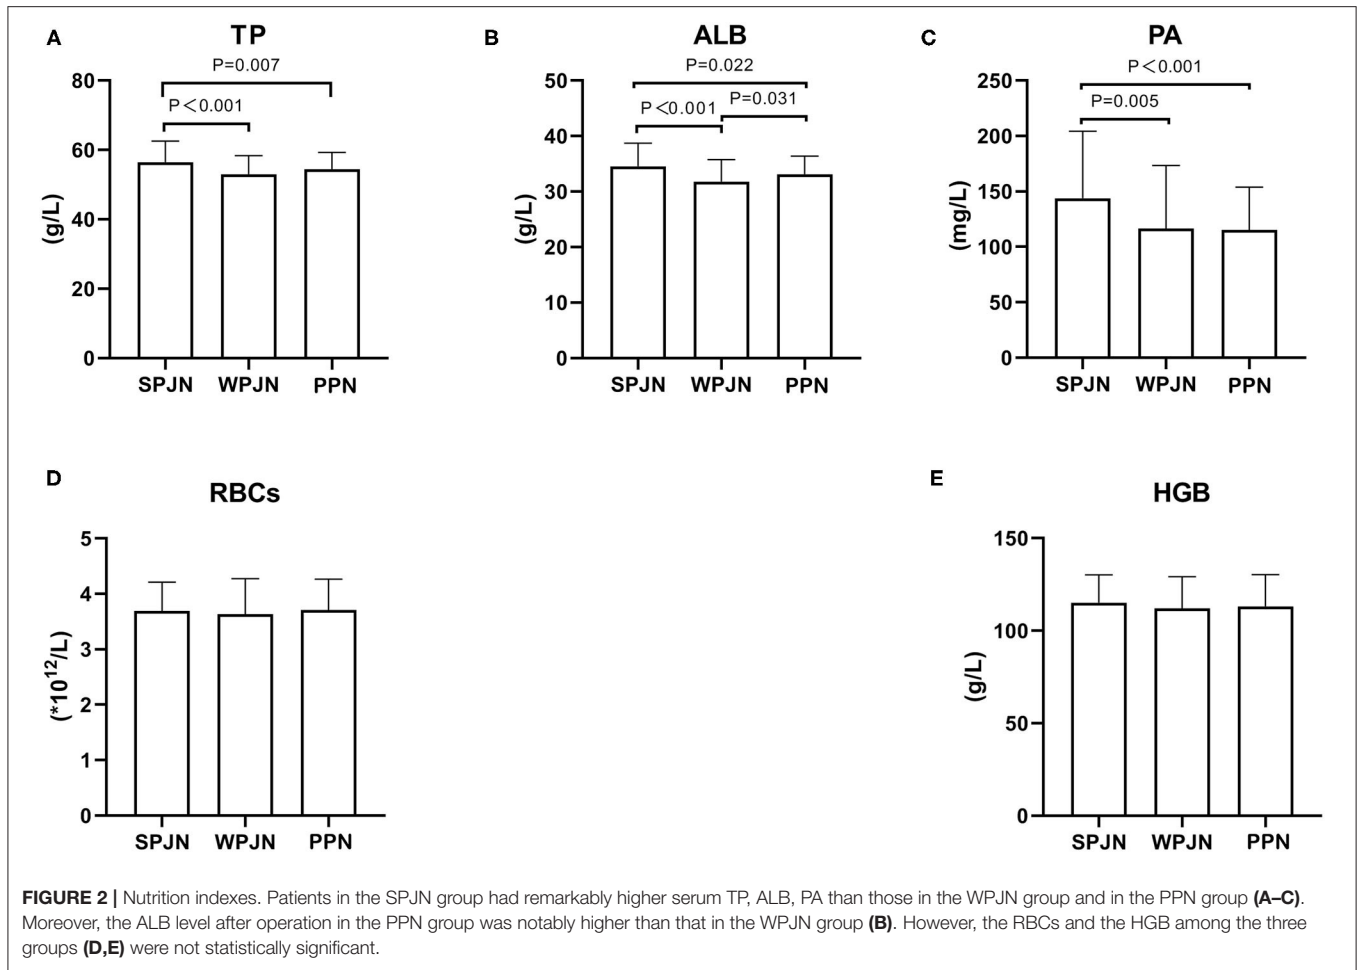 A
TP
P=0.007
P<0.001
80
60
40
20
0
(g/L)
SPJN WPJN PPN
B
ALB
P=0.022
P<0.001
P=0.031
50
40
30
20
10
0
(g/L)
SPJN WPJN PPN
C
PA
P<0.001
P=0.005
250
200
150
100
50
0
(mg/L)
SPJN WPJN PPN
D
RBCs
5
4
3
2
1
0
(*10¹²/L)
SPJN WPJN PPN
E
HGB
150
100
50
0
(g/L)
SPJN WPJN PPN
FIGURE 2 | Nutrition indexes. Patients in the SPJN group had remarkably higher serum TP, ALB, PA than those in the WPJN group and in the PPN group (A–C).
Moreover, the ALB level after operation in the PPN group was notably higher than that in the WPJN group (B). However, the RBCs and the HGB among the three
groups (D,E) were not statistically significant.